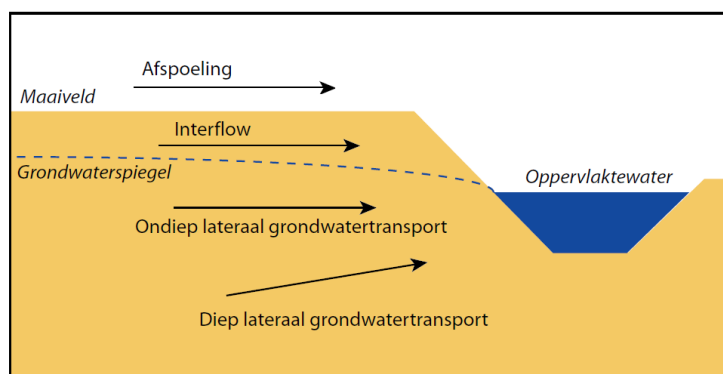 Afspoeling
Maaiveld
Interflow
Grondwaterspiegel
Oppervlaktewater
Ondiep lateraal grondwatertransport
Diep lateraal grondwatertransport